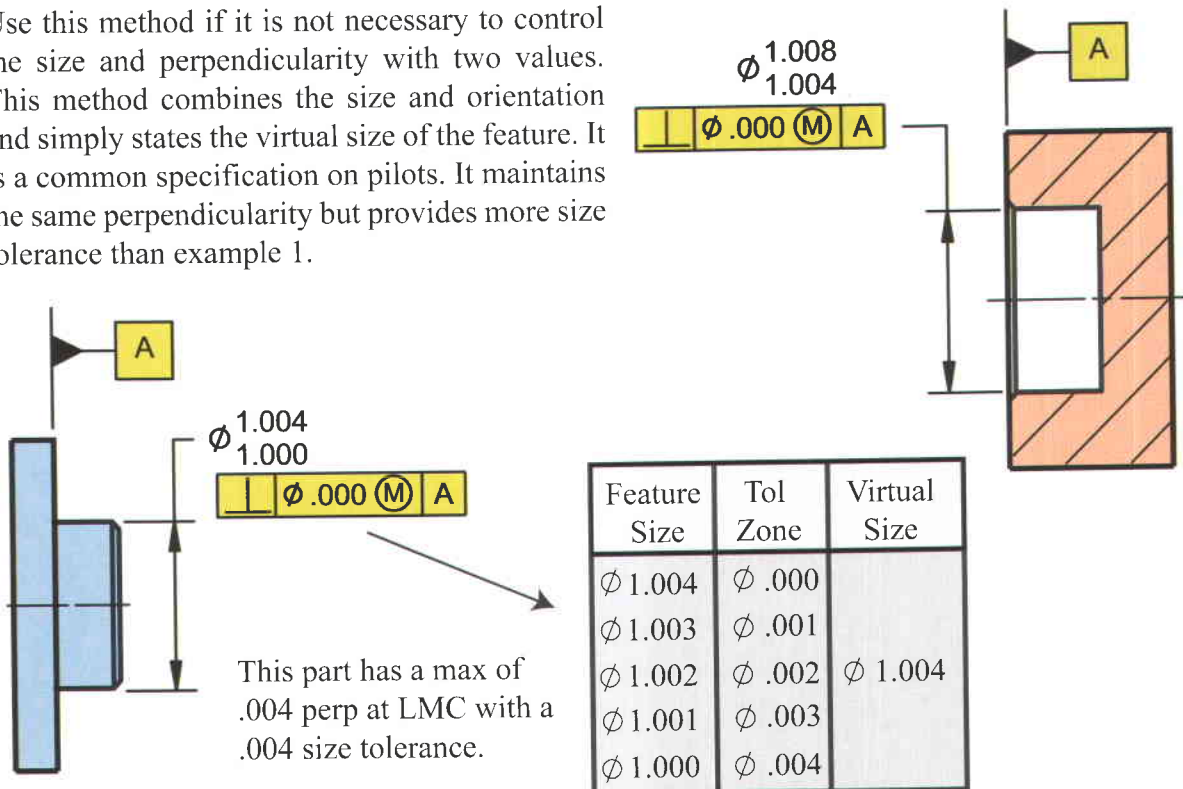 Use this method if it is not necessary to control
he size and perpendicularity with two values.
This method combines the size and orientation
nd simply states the virtual size of the feature. It
s a common specification on pilots. It maintains
he same perpendicularity but provides more size
olerance than example 1.
⌀ 1.008
1.004
⊥ ⌀ .000 Ⓜ A
A
A
⌀ 1.004
1.000
⊥ ⌀ .000 Ⓜ A
This part has a max of
.004 perp at LMC with a
.004 size tolerance.
Feature Size Tol Zone Virtual Size
⌀ 1.004 ⌀ .000
⌀ 1.003 ⌀ .001
⌀ 1.002 ⌀ .002 ⌀ 1.004
⌀ 1.001 ⌀ .003
⌀ 1.000 ⌀ .004